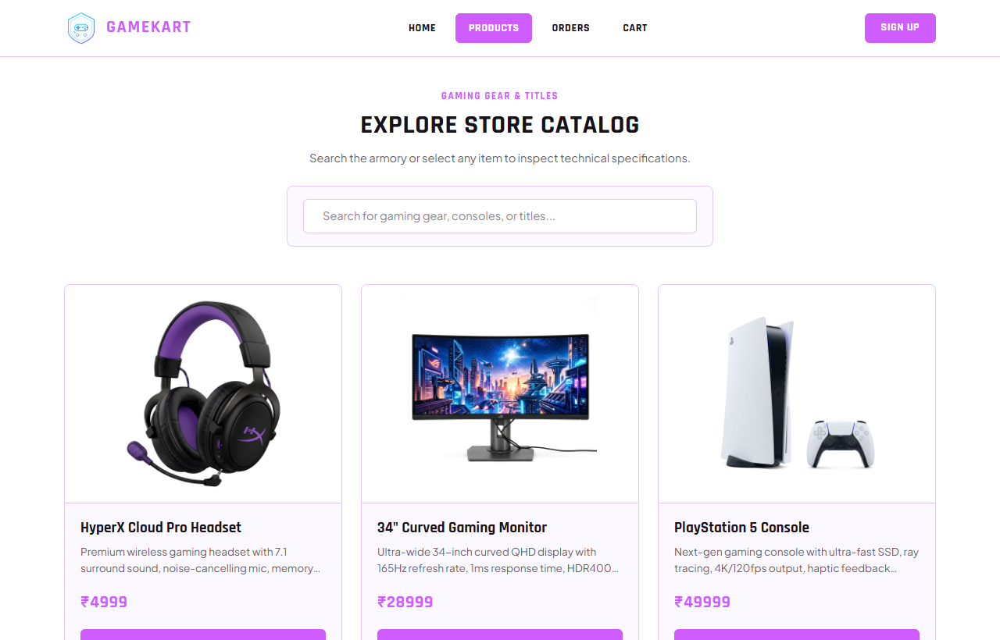 GAMEKART
HOME
PRODUCTS
ORDERS
CART
SIGN UP
GAMING GEAR & TITLES
EXPLORE STORE CATALOG
Search the armory or select any item to inspect technical specifications.
Search for gaming gear, consoles, or titles...
HyperX Cloud Pro Headset
Premium wireless gaming headset with 7.1
surround sound, noise-cancelling mic, memory...
₹4999
34" Curved Gaming Monitor
Ultra-wide 34-inch curved QHD display with
165Hz refresh rate, 1ms response time, HDR400...
₹28999
PlayStation 5 Console
Next-gen gaming console with ultra-fast SSD, ray
tracing, 4K/120fps output, haptic feedback...
₹49999